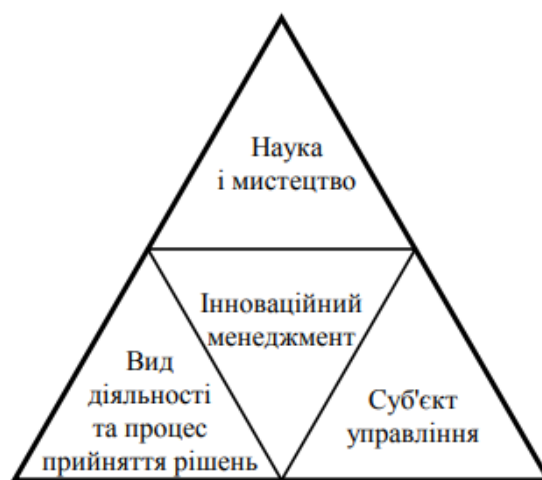 Наука
і мистецтво
Інноваційний
менеджмент
Вид
діяльності
та процес
прийняття рішень
Суб'єкт
управління